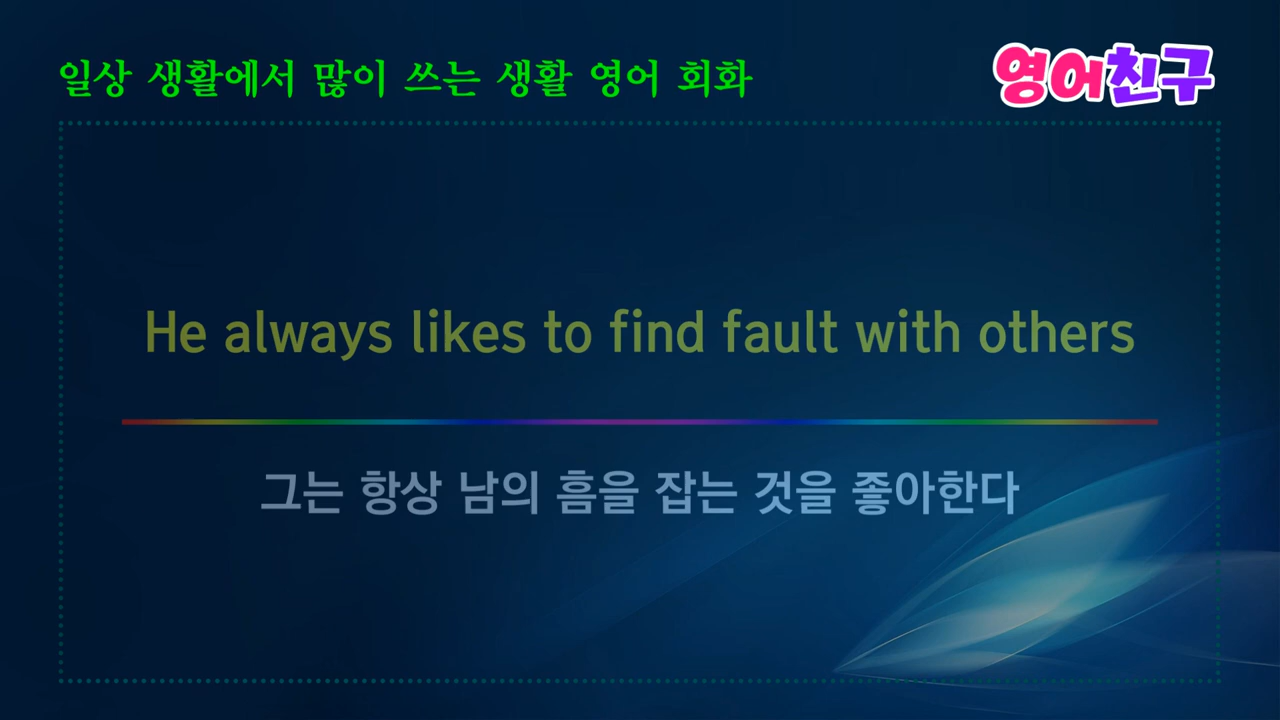 일상 생활에서 많이 쓰는 생활 영어 회화
영어친구
He always likes to find fault with others
그는 항상 남의 흠을 잡는 것을 좋아한다